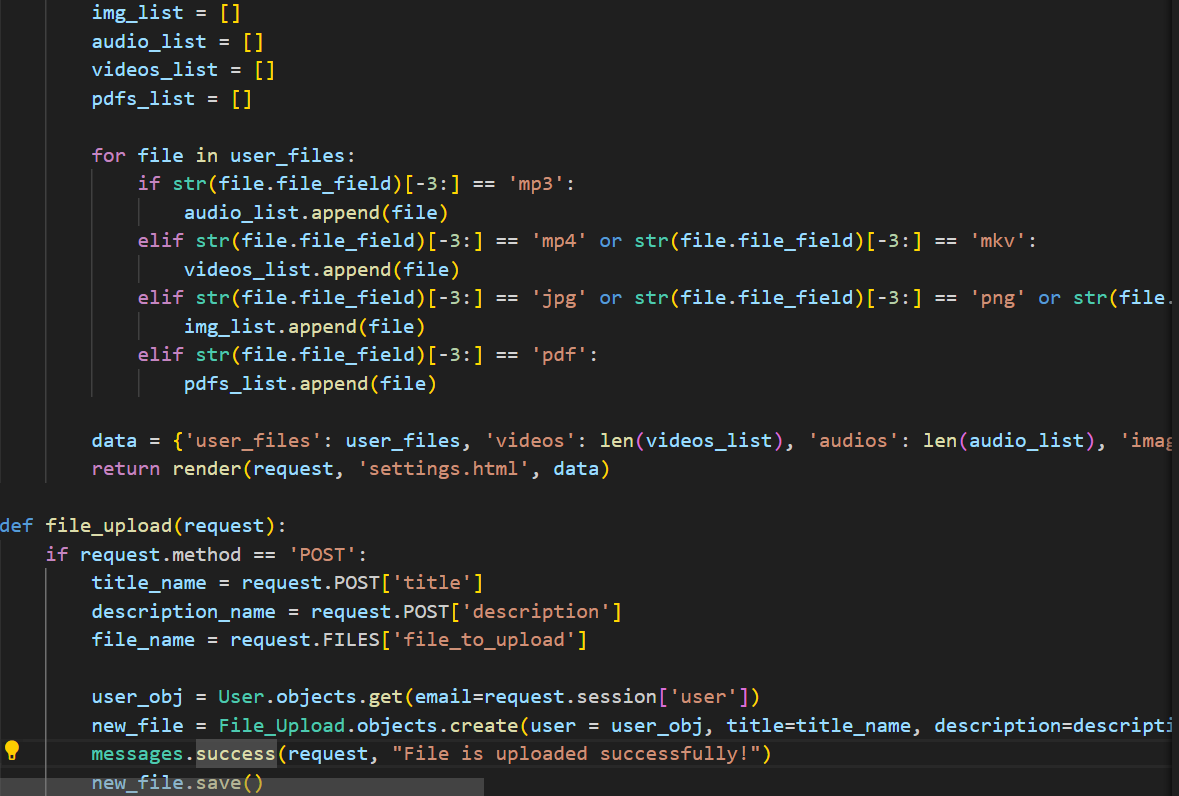 img_list = []
audio_list = []
videos_list = []
pdfs_list = []
for file in user_files:
if str(file.file_field)[-3:] == 'mp3':
audio_list.append(file)
elif str(file.file_field)[-3:] == 'mp4' or str(file.file_field)[-3:] == 'mkv':
videos_list.append(file)
elif str(file.file_field)[-3:] == 'jpg' or str(file.file_field)[-3:] == 'png' or str(file.
img_list.append(file)
elif str(file.file_field)[-3:] == 'pdf':
pdfs_list.append(file)
data = {'user_files': user_files, 'videos': len(videos_list), 'audios': len(audio_list), 'imag
return render(request, 'settings.html', data)
def file_upload(request):
if request.method == 'POST':
title_name = request.POST['title']
description_name = request.POST['description']
file_name = request.FILES['file_to_upload']
user_obj = User.objects.get(email=request.session['user'])
new_file = File_Upload.objects.create(user = user_obj, title=title_name, description=descripti
messages.success(request, "File is uploaded successfully!")
new_file.save()